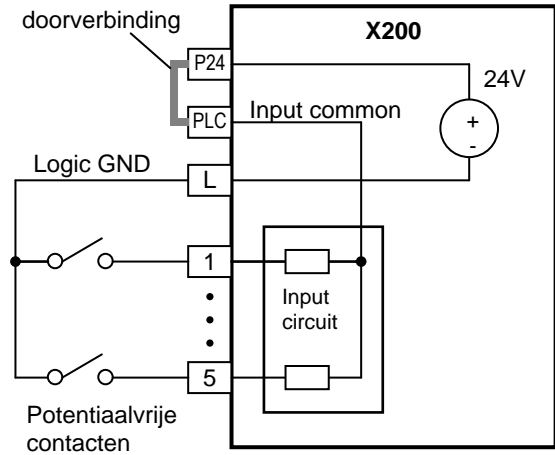 doorverbinding
X200
P24
24V
PLC
Input common
+
-
Logic GND
L
1
Input
circuit
5
Potentiaalvrije
contacten